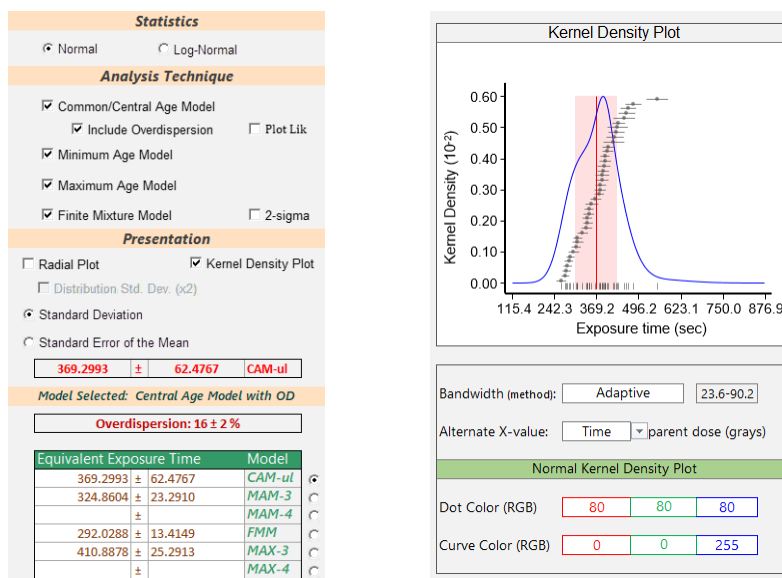 Statistics
Normal
Log-Normal
Analysis Technique
Common/Central Age Model
Include Overdispersion
Plot Lik
Minimum Age Model
Maximum Age Model
Finite Mixture Model
2-sigma
Presentation
Radial Plot
Kernel Density Plot
Distribution Std. Dev. (x2)
Standard Deviation
Standard Error of the Mean
369.2993 ± 62.4767 CAM-ul
Model Selected: Central Age Model with OD
Overdispersion: 16 ± 2 %
Equivalent Exposure Time Model
369.2993 ± 62.4767 CAM-ul
324.8604 ± 23.2910 MAM-3
± MAM-4
292.0288 ± 13.4149 FMM
410.8878 ± 25.2913 MAX-3
± MAX-4
Kernel Density Plot
Kernel Density (10⁻²)
0.60
0.50
0.40
0.30
0.20
0.10
0.00
115.4 242.3 369.2 496.2 623.1 750.0 876.9
Exposure time (sec)
Bandwidth (method): Adaptive 23.6-90.2
Alternate X-value: Time parent dose (grays)
Normal Kernel Density Plot
Dot Color (RGB) 80 80 80
Curve Color (RGB) 0 0 255